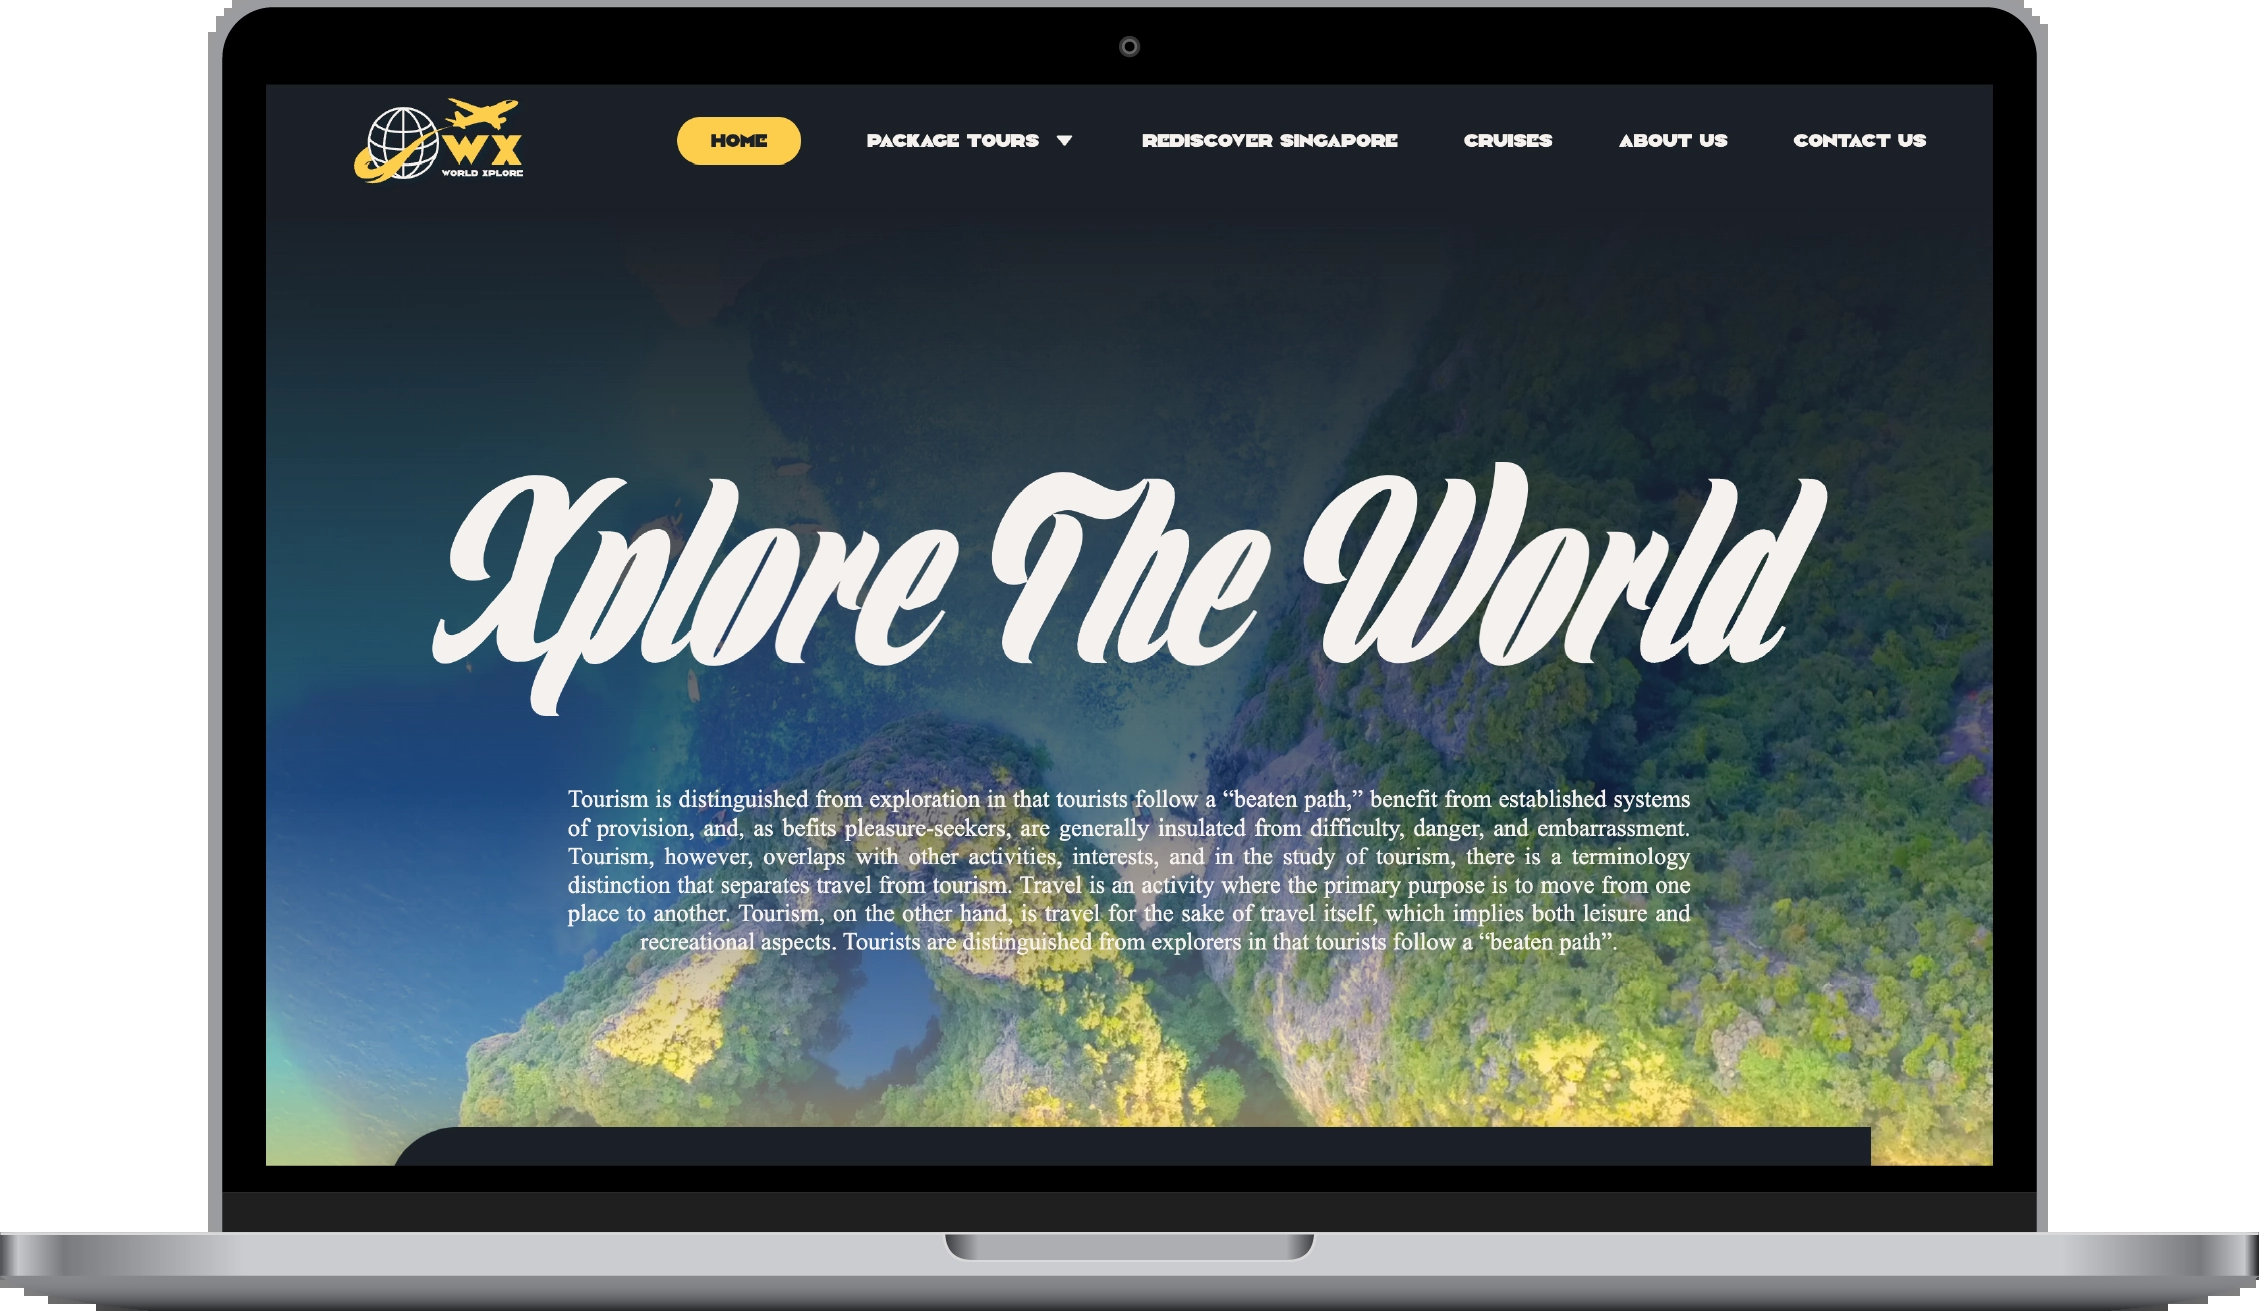 WX
WORLD XPLORE
HOME
PACKAGE TOURS
REDISCOVER SINGAPORE
CRUISES
ABOUT US
CONTACT US
Xplore The World
Tourism is distinguished from exploration in that tourists follow a “beaten path,” benefit from established systems
of provision, and, as befits pleasure-seekers, are generally insulated from difficulty, danger, and embarrassment.
Tourism, however, overlaps with other activities, interests, and in the study of tourism, there is a terminology
distinction that separates travel from tourism. Travel is an activity where the primary purpose is to move from one
place to another. Tourism, on the other hand, is travel for the sake of travel itself, which implies both leisure and
recreational aspects. Tourists are distinguished from explorers in that tourists follow a “beaten path”.